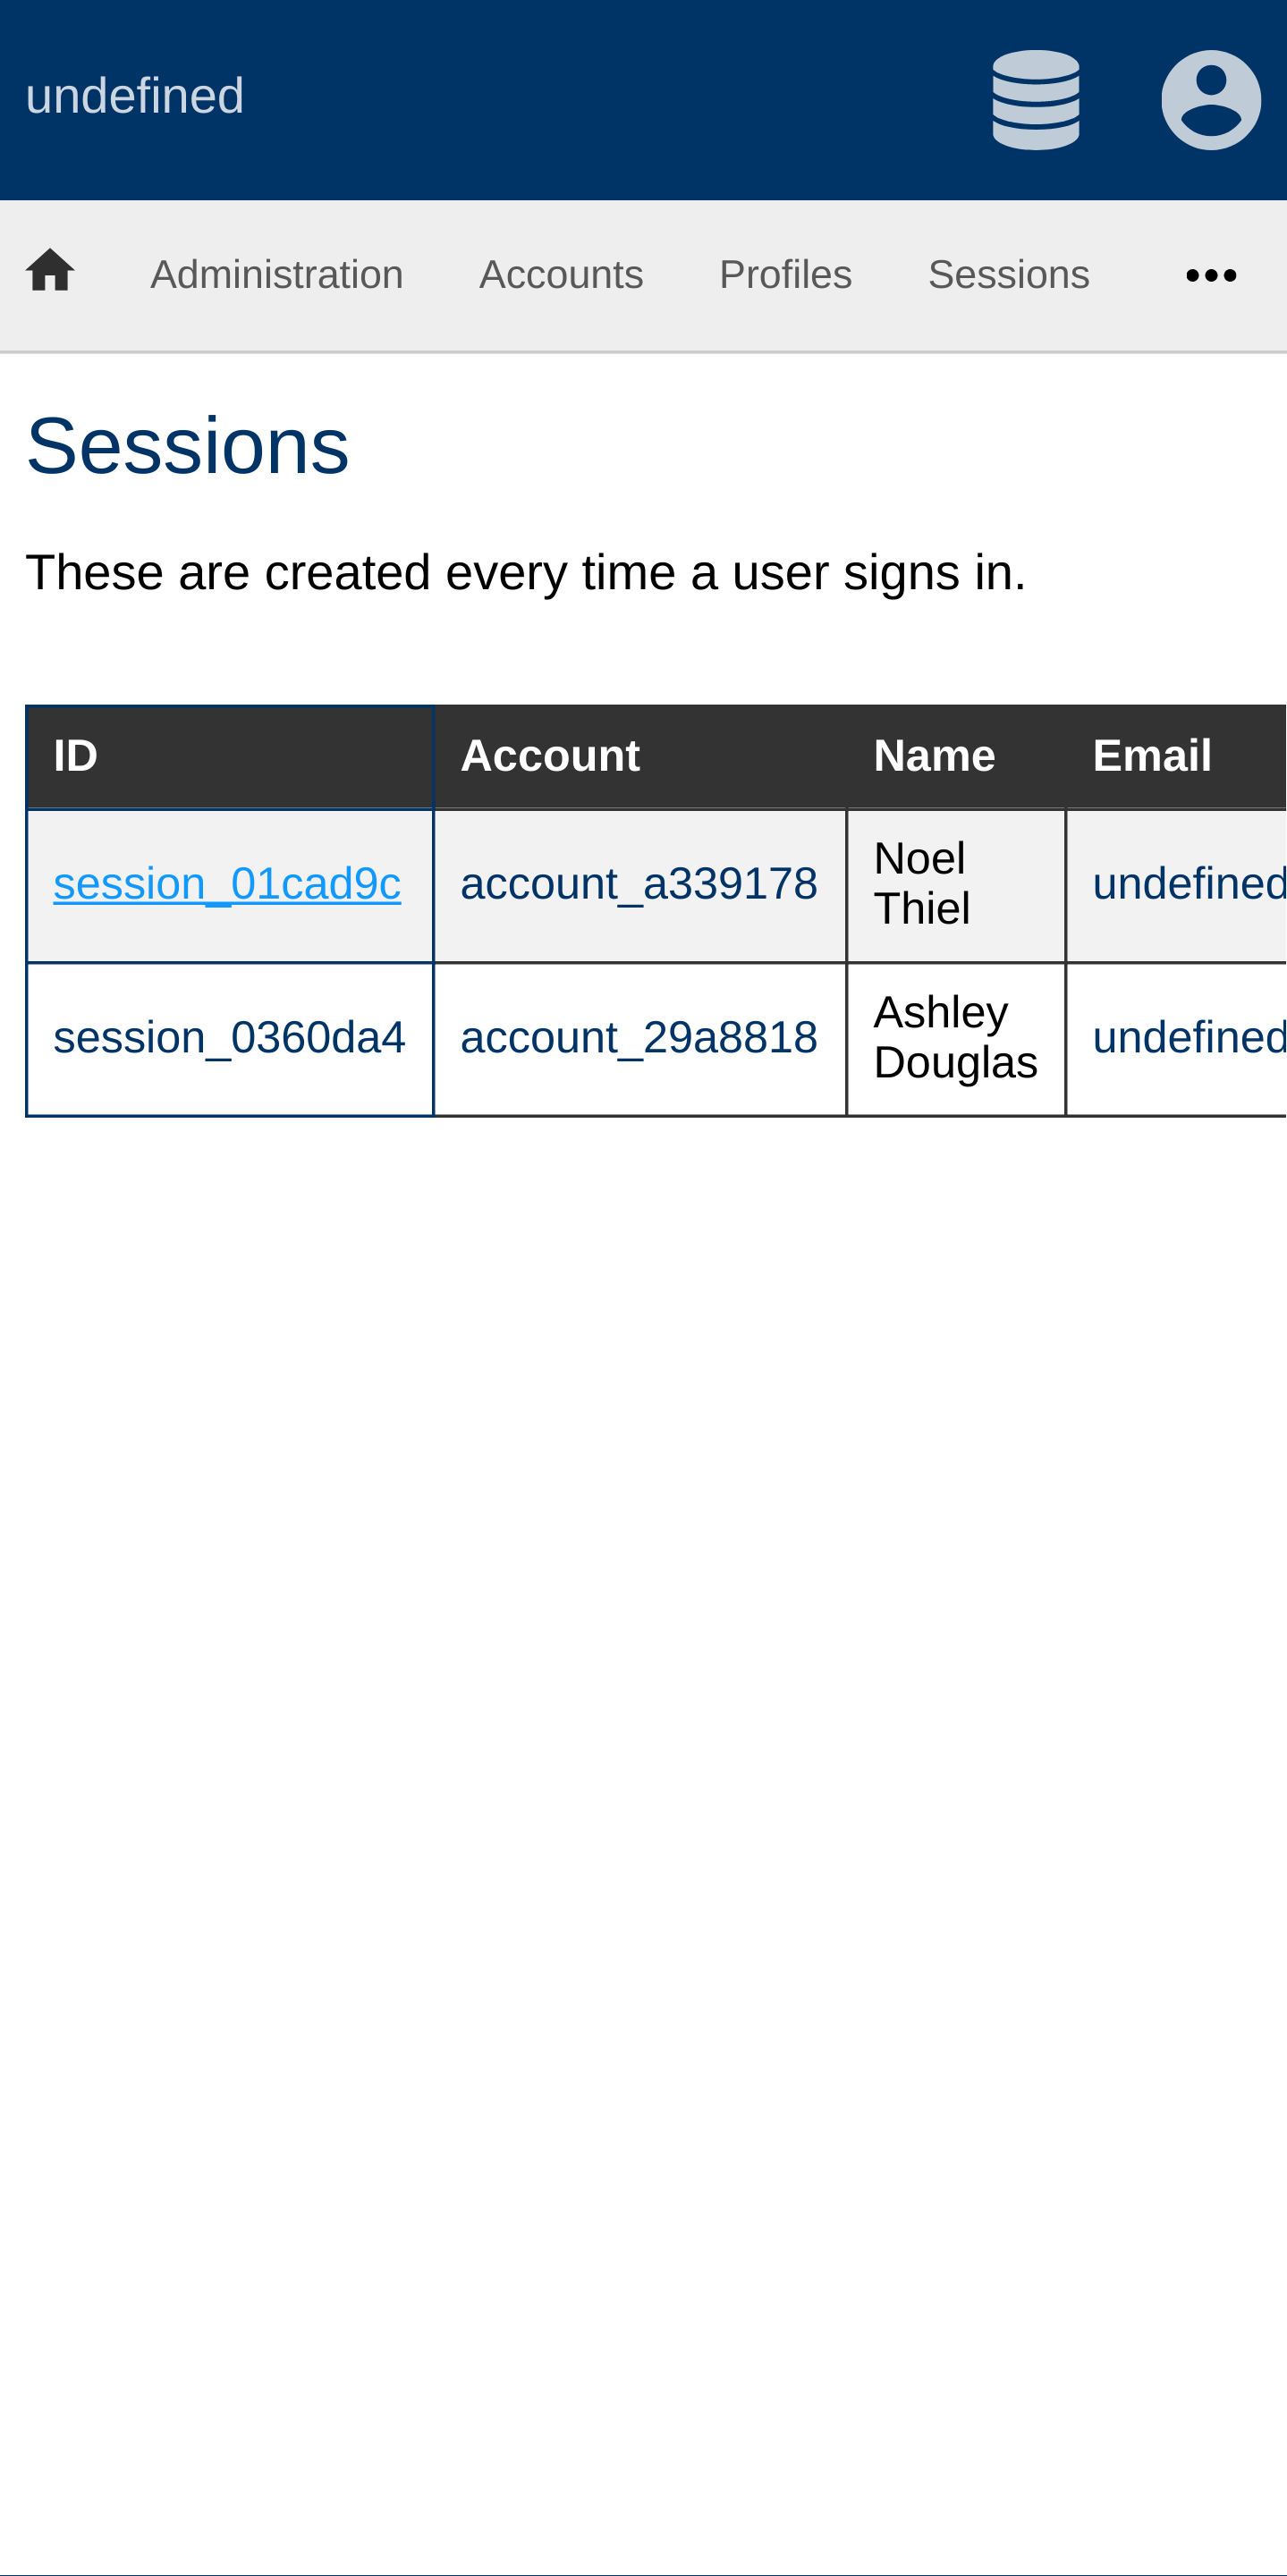 undefined
Administration Accounts Profiles Sessions
Sessions
These are created every time a user signs in.
ID Account Name Email
session_01cad9c account_a339178 Noel Thiel undefined
session_0360da4 account_29a8818 Ashley Douglas undefined